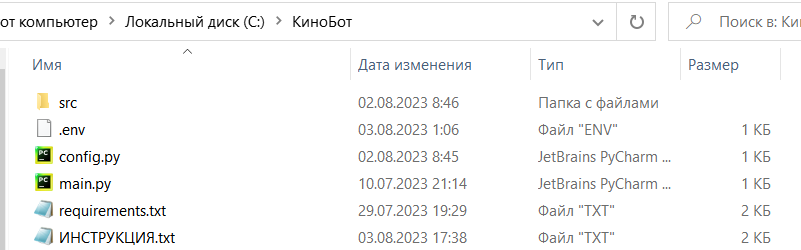 от компьютер > Локальный диск (C:) > КиноБот
Поиск в: Ки
Имя Дата изменения Тип Размер
src 02.08.2023 8:46 Папка с файлами
.env 03.08.2023 1:06 Файл "ENV" 1 КБ
config.py 02.08.2023 8:45 JetBrains PyCharm ... 1 КБ
main.py 10.07.2023 21:14 JetBrains PyCharm ... 1 КБ
requirements.txt 29.07.2023 19:29 Файл "TXT" 2 КБ
ИНСТРУКЦИЯ.txt 03.08.2023 17:38 Файл "TXT" 2 КБ